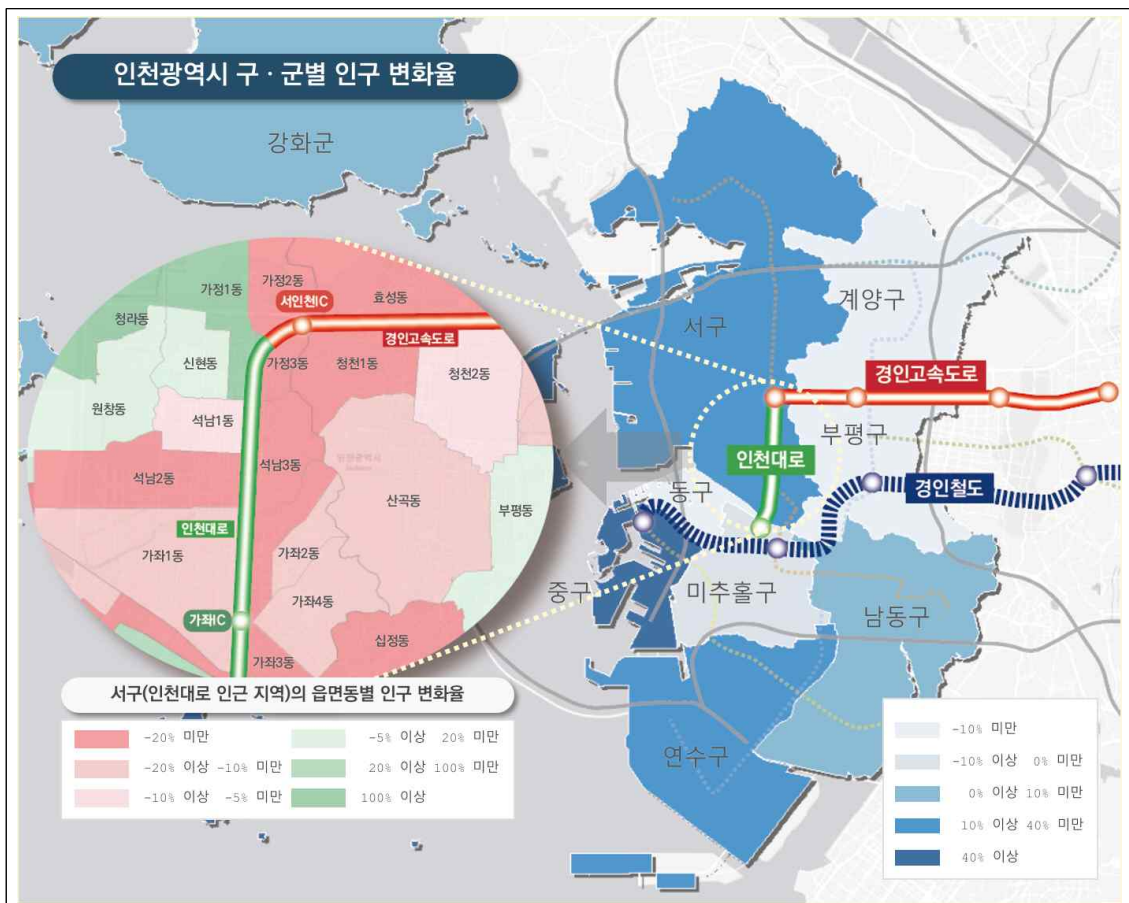 인천광역시 구 · 군별 인구 변화율
강화군
계양구
서구
경인고속도로
부평구
인천대로
동구
경인철도
중구
미추홀구
남동구
연수구
가정2동
가정1동
효성동
서인천IC
청라동
경인고속도로
신현동
가정3동
청천1동
청천2동
원창동
석남1동
석남2동
석남3동
인천광역시
산곡동
부평동
인천대로
가좌1동
가좌2동
가좌4동
가좌IC
십정동
가좌3동
서구(인천대로 인근 지역)의 읍면동별 인구 변화율
-20% 미만
-20% 이상 -10% 미만
-10% 이상 -5% 미만
-5% 이상 20% 미만
20% 이상 100% 미만
100% 이상
-10% 미만
-10% 이상 0% 미만
0% 이상 10% 미만
10% 이상 40% 미만
40% 이상